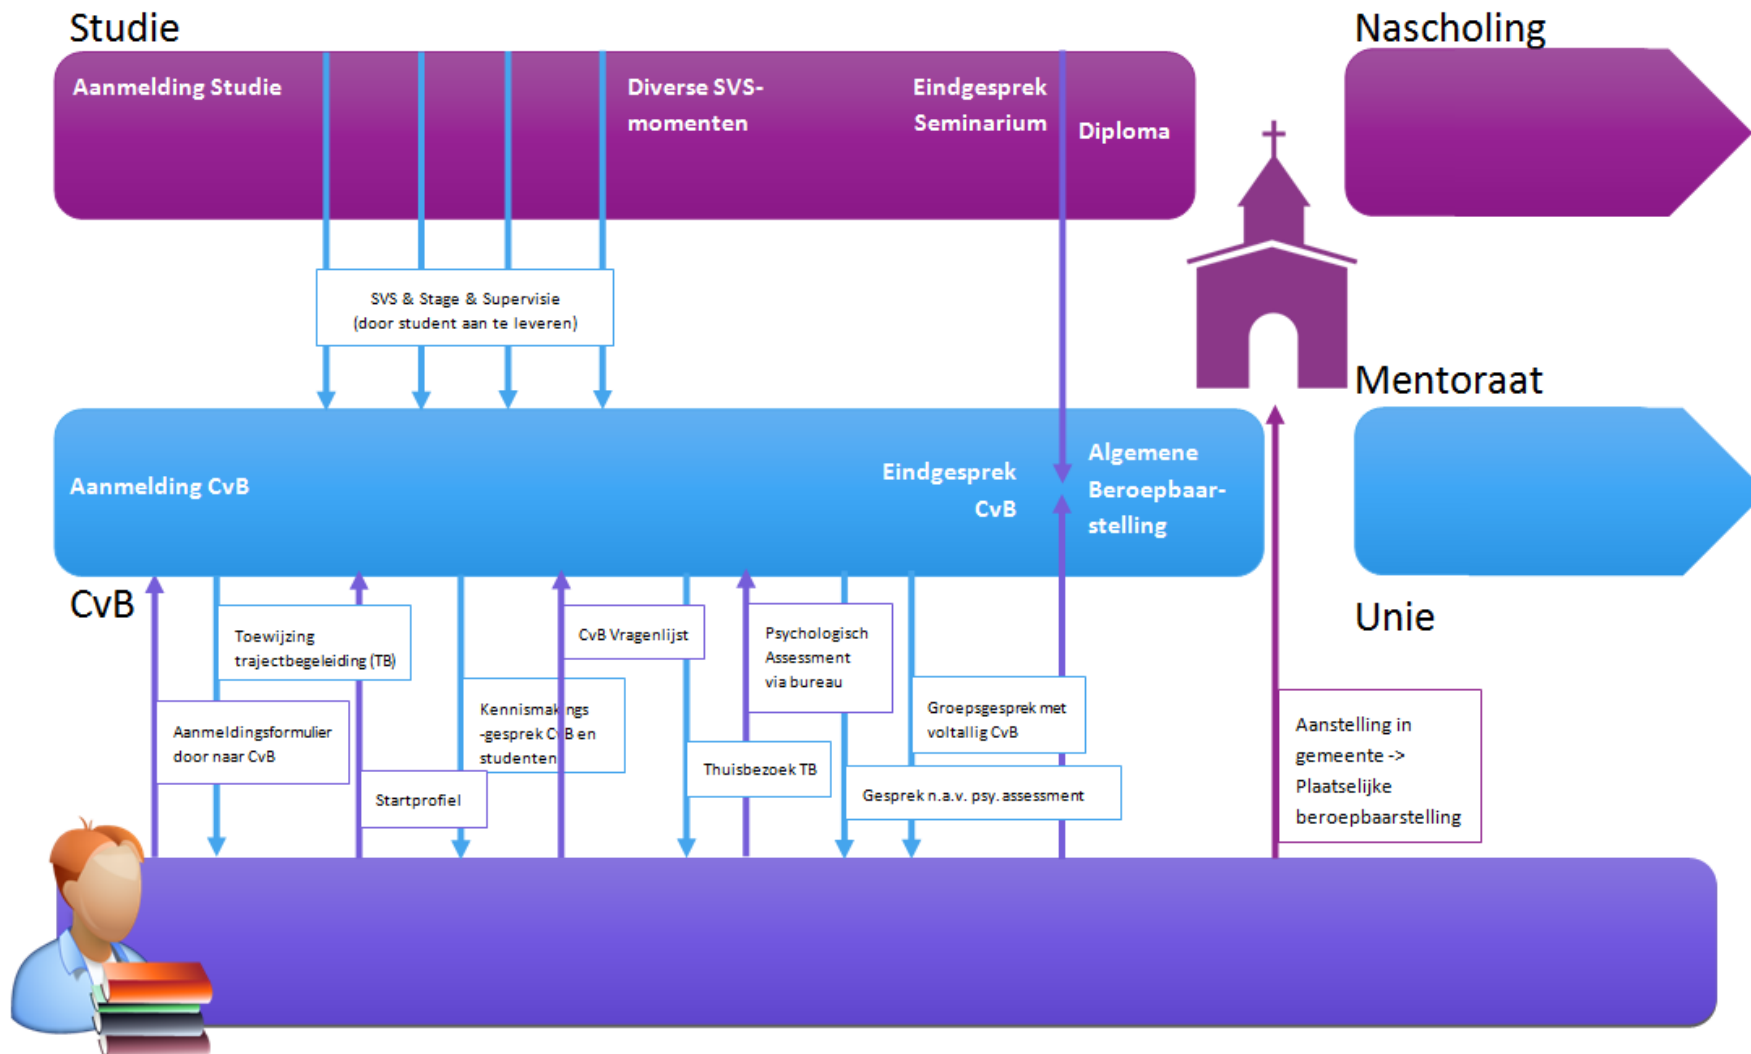 Studie
Nascholing
Aanmelding Studie
Diverse SVS-
momenten
Eindgesprek
Seminarium
Diploma
SVS & Stage & Supervisie
(door student aan te leveren)
Mentoraat
Aanmelding CvB
Eindgesprek
CvB
Algemene
Beroepbaar-
stelling
CvB
Unie
Toewijzing
trajectbegeleiding (TB)
Aanmeldingsformulier
door naar CvB
Startprofiel
Kennismakings
-gesprek CvB en
studenten
CvB Vragenlijst
Thuisbezoek TB
Psychologisch
Assessment
via bureau
Gesprek n.a.v. psy. assessment
Groepsgesprek met
voltallig CvB
Aanstelling in
gemeente ->
Plaatselijke
beroepbaarstelling